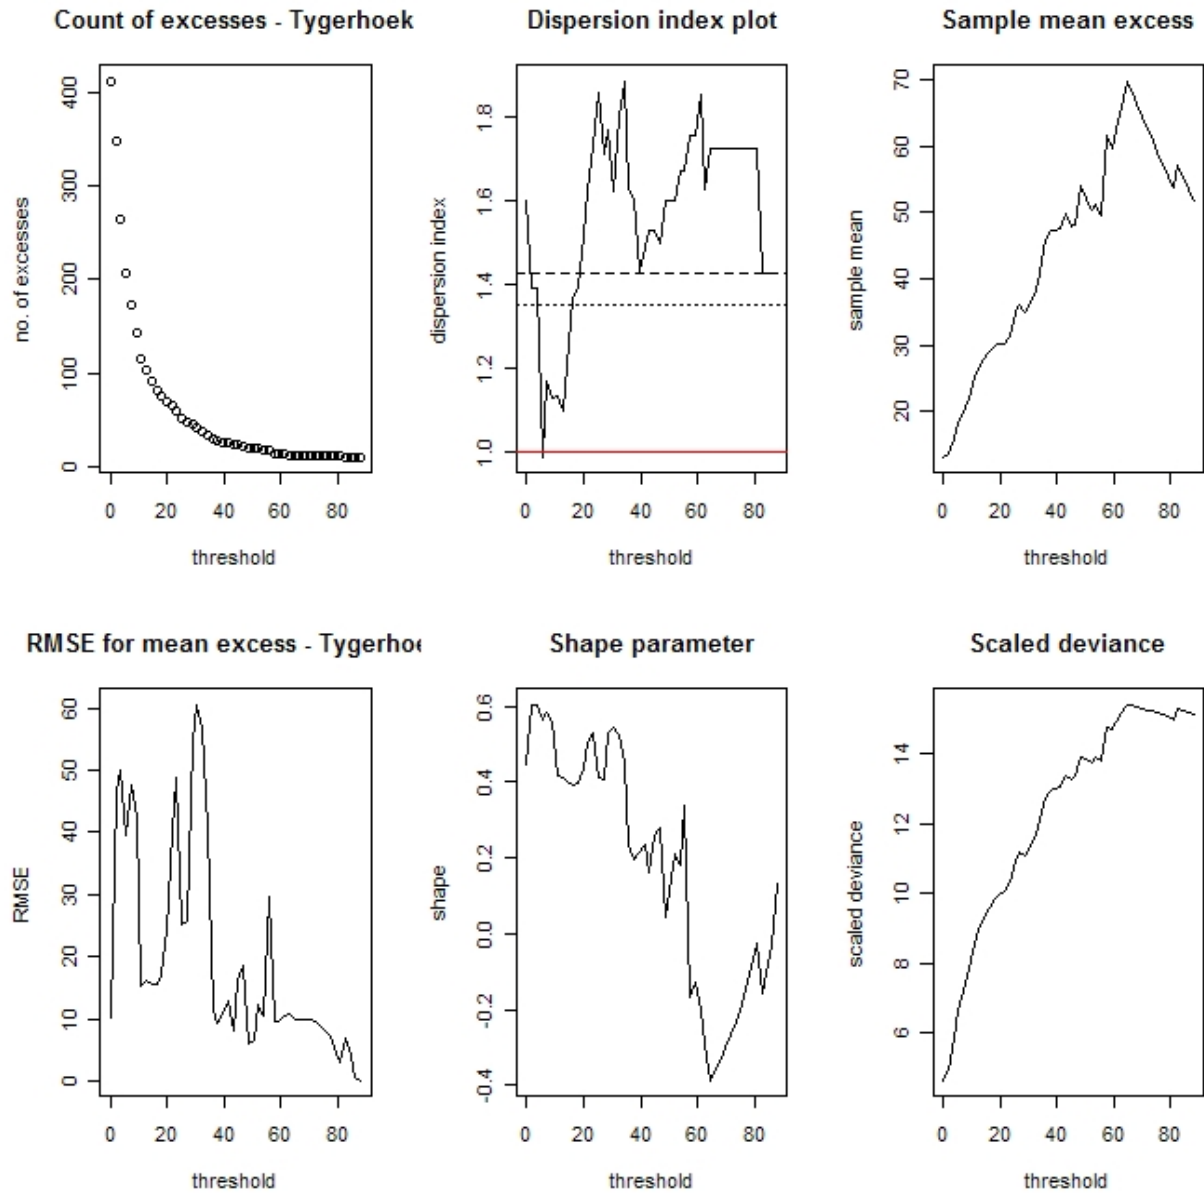 Count of excesses - Tygerhoek
Dispersion index plot
Sample mean excess
no. of excesses
0
100
200
300
400
0 20 40 60 80
threshold
dispersion index
1.0
1.2
1.4
1.6
1.8
0 20 40 60 80
threshold
sample mean
20
30
40
50
60
70
0 20 40 60 80
threshold
RMSE for mean excess - Tygerhoe
Shape parameter
Scaled deviance
RMSE
0
10
20
30
40
50
60
0 20 40 60 80
threshold
shape
-0.4
-0.2
0.0
0.2
0.4
0.6
0 20 40 60 80
threshold
scaled deviance
6
8
10
12
14
0 20 40 60 80
threshold